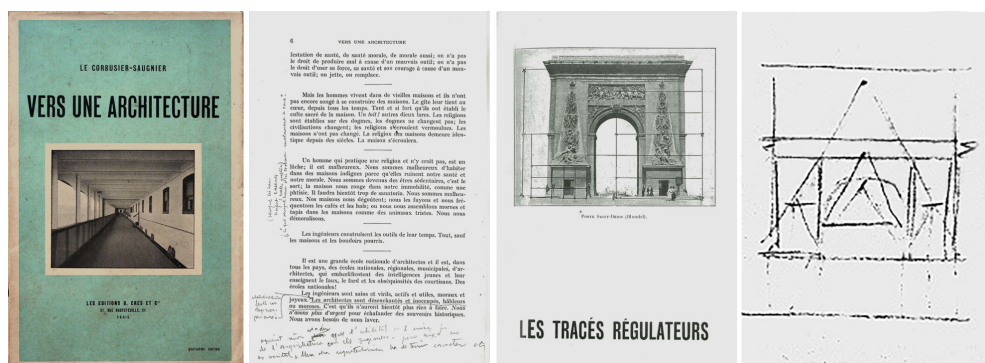 LE CORBUSIER-SAUGNIER
VERS UNE ARCHITECTURE
LES EDITIONS G. CRÈS ET Cie
21, RUE HAUTEFEUILLE, 21
PARIS
6 VERS UNE ARCHITECTURE
festation de santé, de santé morale, de morale aussi; on n'a pas
le droit de produire mal à cause d'un mauvais outil; on n'a pas
le droit d'user sa force, sa santé et son courage à cause d'un mau-
vais outil; on jette, on remplace.
Mais les hommes vivent dans de vieilles maisons et ils n'ont
pas encore songé à se construire des maisons. Le gîte leur tient au
cœur, depuis tous les temps. Tant et si fort qu'ils ont établi le
culte sacré de la maison. Un toit! autres dieux lares. Les religions
sont établies sur des dogmes, les dogmes ne changent pas; les
civilisations changent; les religions s'écroulent vermoulues. Les
maisons n'ont pas changé. La religion des maisons demeure iden-
tique depuis des siècles. La maison s'écroulera.
Un homme qui pratique une religion et n'y croit pas, est un
lâche; il est malheureux. Nous sommes malheureux d'habiter
dans des maisons indignes parce qu'elles ruinent notre santé et
notre morale. Nous sommes devenus des êtres sédentaires, c'est le
sort; la maison nous ronge dans notre immobilité, comme une
phtisie. Il faudra bientôt trop de sanatoria. Nous sommes malheu-
reux. Nos maisons nous dégoûtent; nous les fuyons et nous fré-
quentons les cafés et les bals; ou nous nous assemblons mornes et
tapis dans les maisons comme des animaux tristes. Nous nous
démoralisons.
Les ingénieurs construisent les outils de leur temps. Tout, sauf
les maisons et les boudoirs pourris.
Il est une grande école nationale d'architectes et il est, dans
tous les pays, des écoles nationales, régionales, municipales, d'ar-
chitectes, qui embrouillent des intelligences jeunes et leur
enseignent le faux, le fard et les obséquiosités des courtisans. Des
écoles nationales!
Les ingénieurs sont sains et virils, actifs et utiles, moraux et
joyeux. Les architectes sont désenchantés et inoccupés, hâbleurs
ou moroses. C'est qu'ils n'auront bientôt plus rien à faire. Nous
n'avons plus d'argent pour échafauder des souvenirs historiques.
Nous avons besoin de nous laver.
Porte Saint-Denis (Blondel).
LES TRACÉS RÉGULATEURS